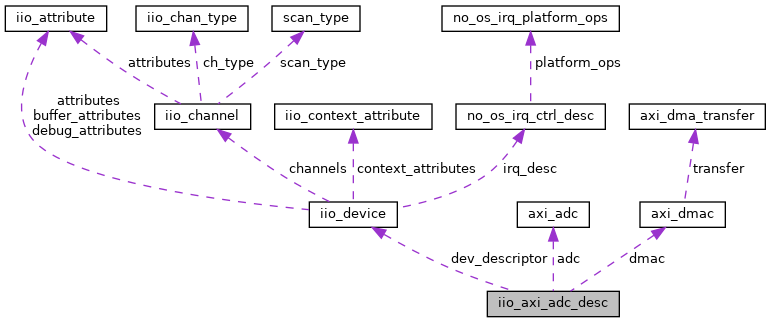 iio_attribute
iio_chan_type
scan_type
no_os_irq_platform_ops
attributes
ch_type
scan_type
platform_ops
attributes
buffer_attributes
debug_attributes
iio_channel
iio_context_attribute
no_os_irq_ctrl_desc
axi_dma_transfer
channels
context_attributes
irq_desc
transfer
iio_device
axi_adc
axi_dmac
dev_descriptor
adc
dmac
iio_axi_adc_desc